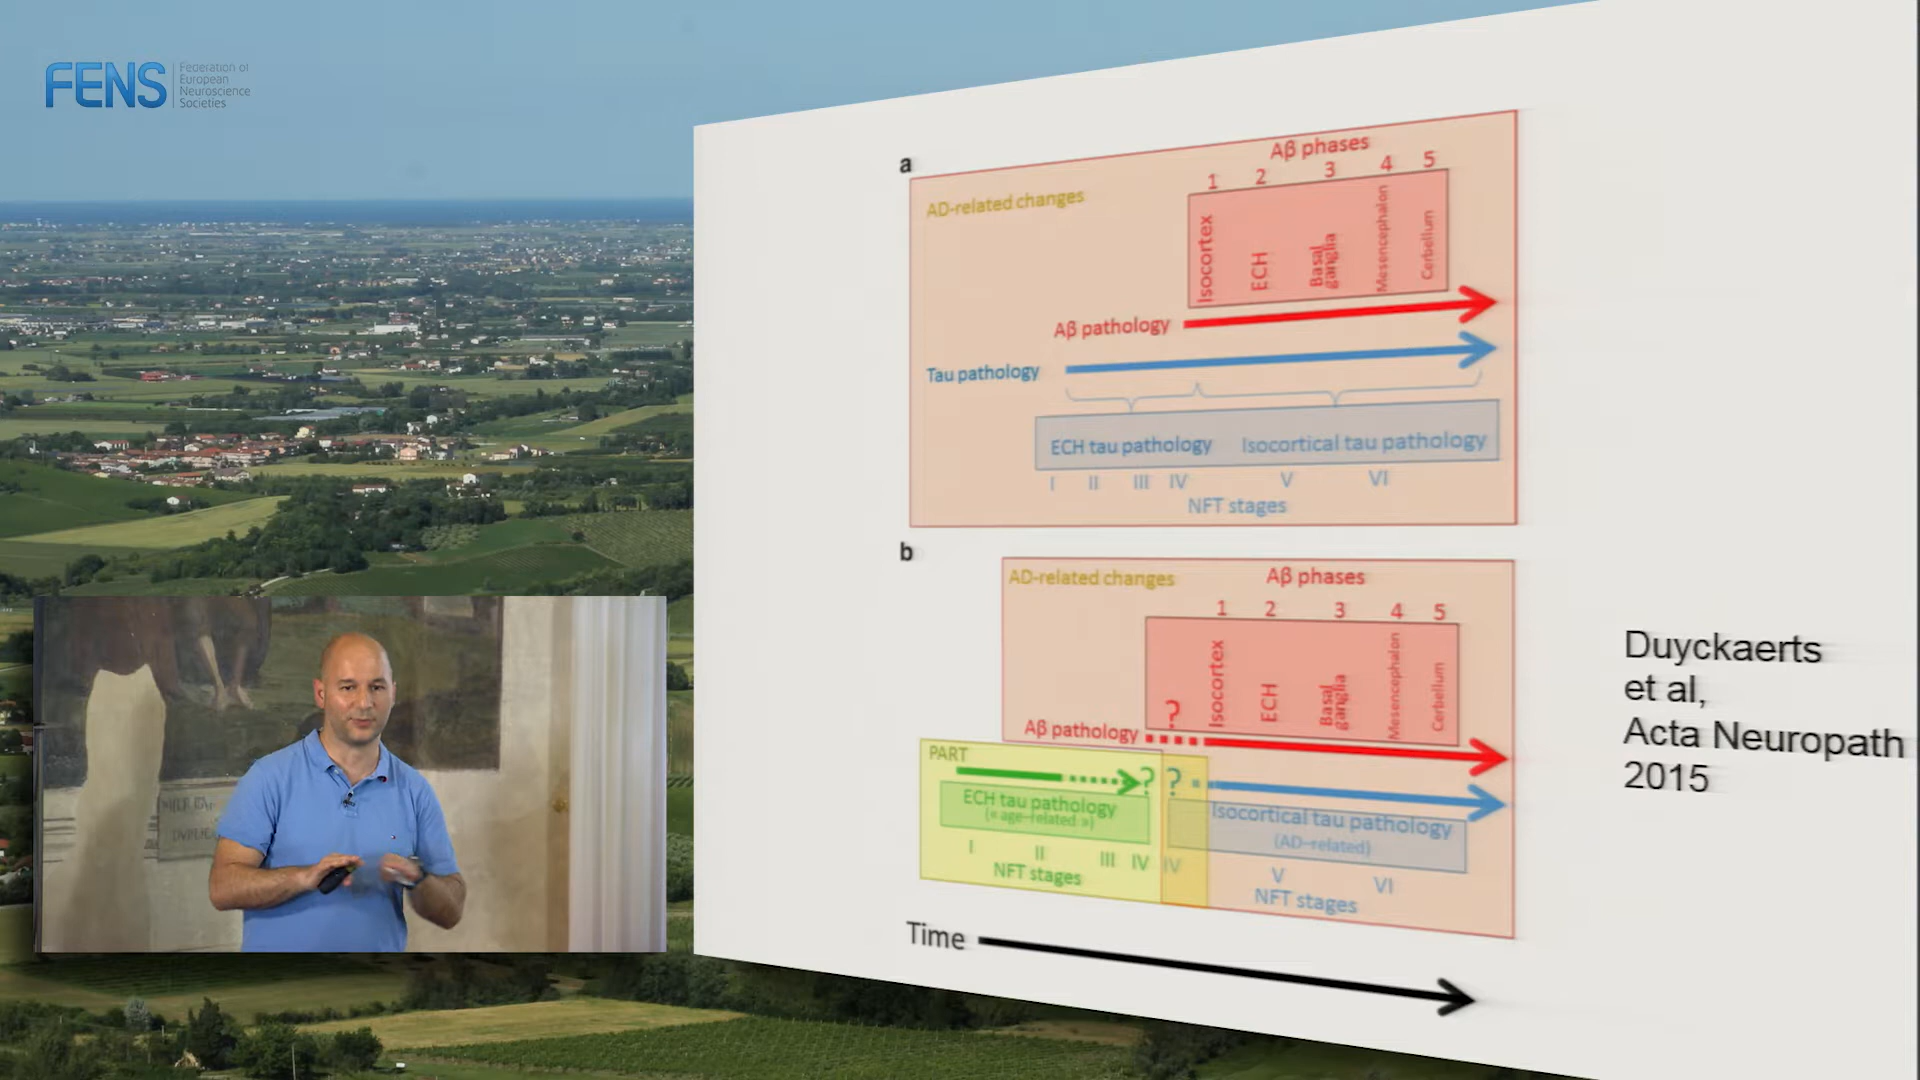 FENS
Federation of
European
Neuroscience
Societies
a
AD-related changes
Aβ phases
1 2 3 4 5
Isocortex
ECH
Basal
ganglia
Mesencephalon
Cerbellum
Aβ pathology
Tau pathology
ECH tau pathology
Isocortical tau pathology
I II III IV V VI
NFT stages
b
AD-related changes
Aβ phases
1 2 3 4 5
?
Isocortex
ECH
Basal
ganglia
Mesencephalon
Cerbellum
Aβ pathology
PART
? ?
ECH tau pathology
(« age-related »)
I II III IV
NFT stages
Isocortical tau pathology
(AD-related)
IV V VI
NFT stages
Time
Duyckaerts
et al,
Acta Neuropath
2015